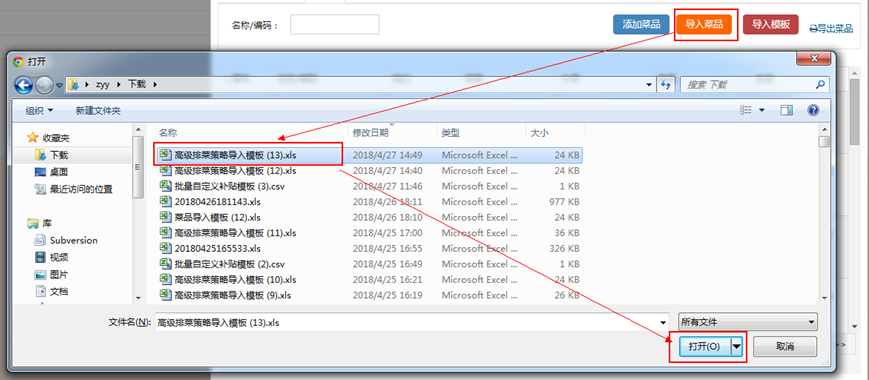 名称/编码：
添加菜品 导入菜品 导入模板 导出菜品
打开
zyy 下载 搜索 下载
组织 新建文件夹
名称 修改日期 类型 大小
收藏夹
下载
桌面
最近访问的位置
库
Subversion
视频
图片
文档
高级排菜策略导入模板 (13).xls 2018/4/27 14:49 Microsoft Excel ... 24 KB
高级排菜策略导入模板 (12).xls 2018/4/27 14:40 Microsoft Excel ... 24 KB
批量自定义补贴模板 (3).csv 2018/4/27 11:46 Microsoft Excel ... 1 KB
20180426181143.xls 2018/4/26 18:11 Microsoft Excel ... 977 KB
菜品导入模板 (12).xls 2018/4/26 18:10 Microsoft Excel ... 24 KB
高级排菜策略导入模板 (11).xls 2018/4/25 17:00 Microsoft Excel ... 36 KB
20180425165533.xls 2018/4/25 16:55 Microsoft Excel ... 326 KB
批量自定义补贴模板 (2).csv 2018/4/25 16:49 Microsoft Excel ... 1 KB
高级排菜策略导入模板 (10).xls 2018/4/25 16:21 Microsoft Excel ... 24 KB
高级排菜策略导入模板 (9).xls 2018/4/25 16:19 Microsoft Excel ... 26 KB
文件名(N): 高级排菜策略导入模板 (13).xls 所有文件
打开(O) 取消
>>